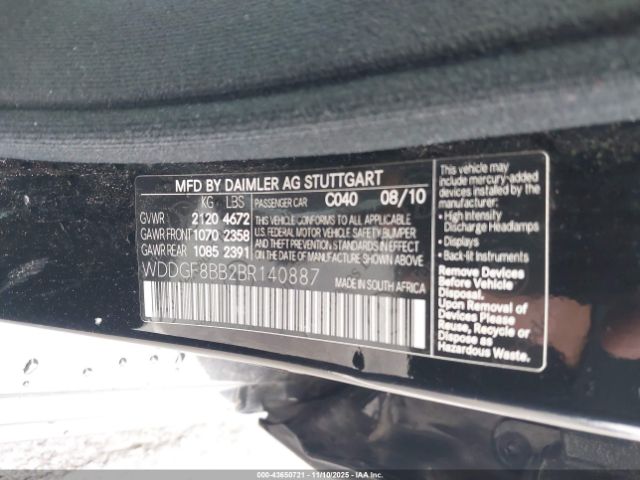 MFD BY DAIMLER AG STUTTGART
KG LBS PASSENGER CAR C040 08/10
GVWR 2120 4672
GAWR FRONT 1070 2358
GAWR REAR 1085 2391
THIS VEHICLE CONFORMS TO ALL APPLICABLE
U.S. FEDERAL MOTOR VEHICLE SAFETY,BUMPER
AND THEFT PREVENTION STANDARDS IN EFFECT
ON THE DATE OF MANUFACTURE SHOWN ABOVE.
WDDGF8BB2BR140887
MADE IN SOUTH AFRICA
This vehicle may
include mercury-added
devices installed by the
manufacturer:
• High Intensity
Discharge Headlamps
• Displays
• Back-lit Instruments
Remove Devices
Before Vehicle
Disposal.
Upon Removal of
Devices Please
Reuse, Recycle or
Dispose as
Hazardous Waste.
000-43650721 - 11/10/2025 - IAAI.com